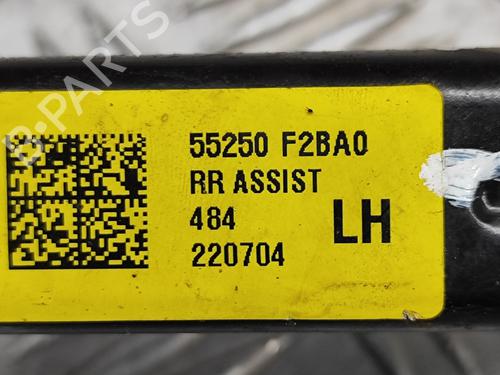 55250 F2BA0
RR ASSIST
484
LH
220704
B-PARTS